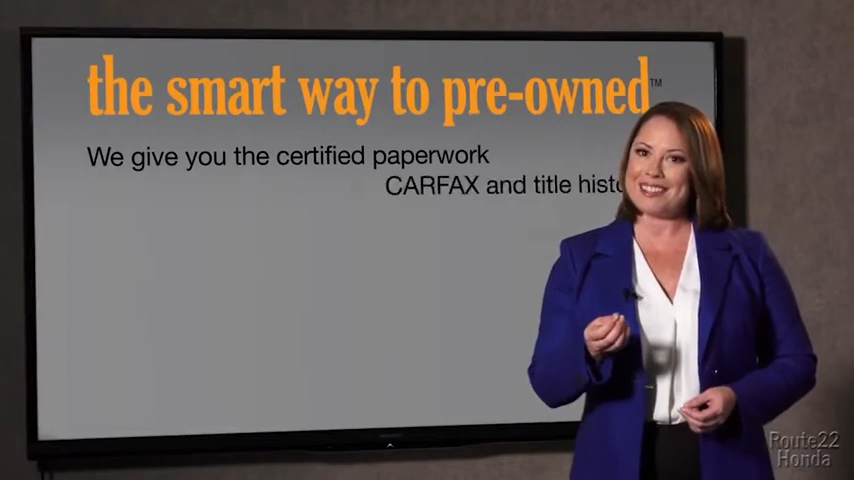 the smart way to pre-owned™
We give you the certified paperwork
CARFAX and title
Route22
Honda